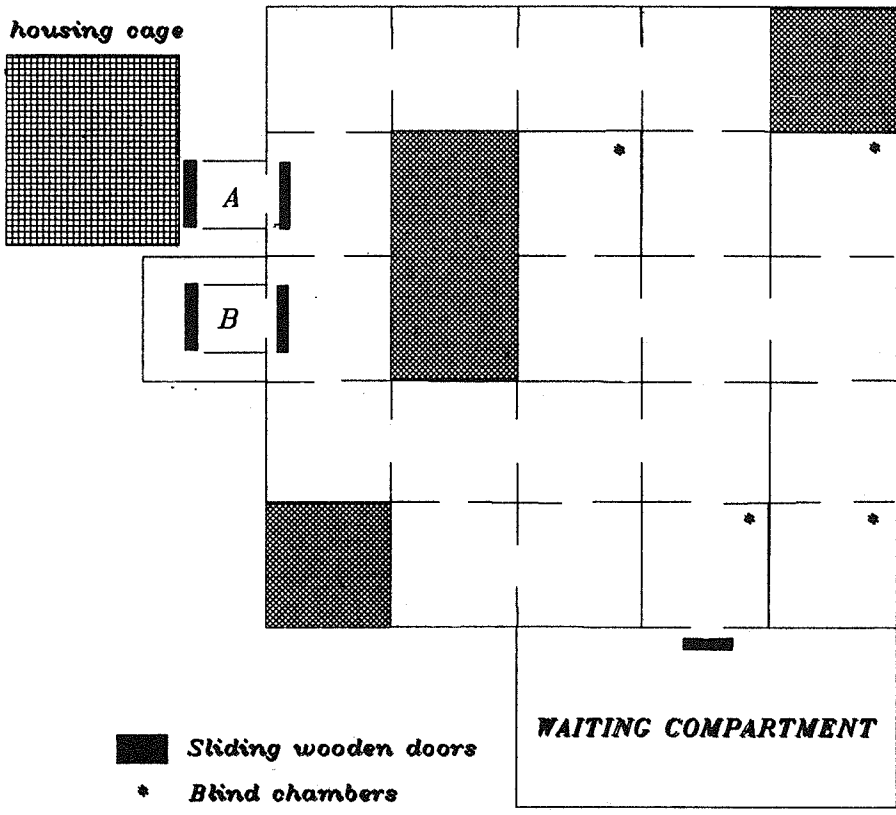 housing cage
A
B
WAITING COMPARTMENT
Sliding wooden doors
* Blind chambers